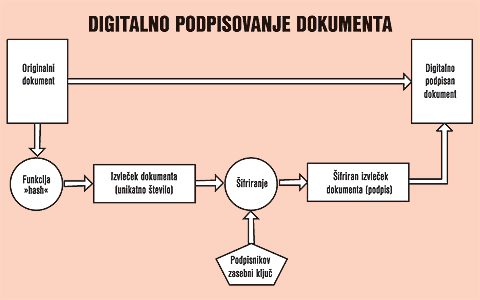 DIGITALNO PODPISOVANJE DOKUMENTA
Originalni
dokument
Digitalno
podpisan
dokument
Funkcija
»hash«
Izvleček dokumenta
(unikatno število)
Šifriranje
Šifriran izvleček
dokumenta (podpis)
Podpisnikov
zasebni ključ